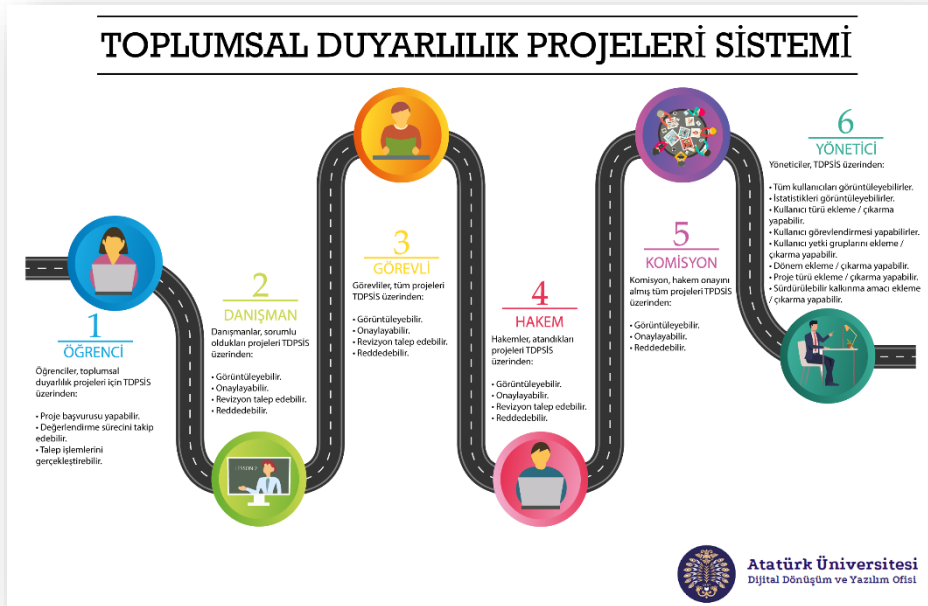 TOPLUMSAL DUYARLILIK PROJELERİ SİSTEMİ
1
ÖĞRENCİ
Öğrenciler, toplumsal
duyarlılık projeleri için TDPSİS
üzerinden:
• Proje başvurusu yapabilir.
• Değerlendirme sürecini takip
edebilir.
• Talep işlemlerini
gerçekleştirebilir.
2
DANIŞMAN
Danışmanlar, sorumlu
oldukları projeleri TDPSİS
üzerinden:
• Görüntüleyebilir.
• Onaylayabilir.
• Revizyon talep edebilir.
• Reddedebilir.
3
GÖREVLİ
Görevliler, tüm projeleri
TDPSİS üzerinden:
• Görüntüleyebilir.
• Onaylayabilir.
• Revizyon talep edebilir.
• Reddedebilir.
4
HAKEM
Hakemler, atandıkları
projeleri TDPSİS
üzerinden:
• Görüntüleyebilir.
• Onaylayabilir.
• Revizyon talep edebilir.
• Reddedebilir.
5
KOMİSYON
Komisyon, hakem onayını
almış tüm projeleri TPDSİS
üzerinden:
• Görüntüleyebilir.
• Onaylayabilir.
• Reddedebilir.
6
YÖNETİCİ
Yöneticiler, TDPSİS üzerinden:
• Tüm kullanıcıları görüntüleyebilirler.
• İstatistikleri görüntüleyebilirler.
• Kullanıcı türü ekleme / çıkarma
yapabilir.
• Kullanıcı görevlendirmesi yapabilirler.
• Kullanıcı yetki gruplarını ekleme /
çıkarma yapabilir.
• Dönem ekleme / çıkarma yapabilir.
• Proje türü ekleme / çıkarma yapabilir.
• Sürdürülebilir kalkınma amacı ekleme
/ çıkarma yapabilir.
Atatürk Üniversitesi
Dijital Dönüşüm ve Yazılım Ofisi